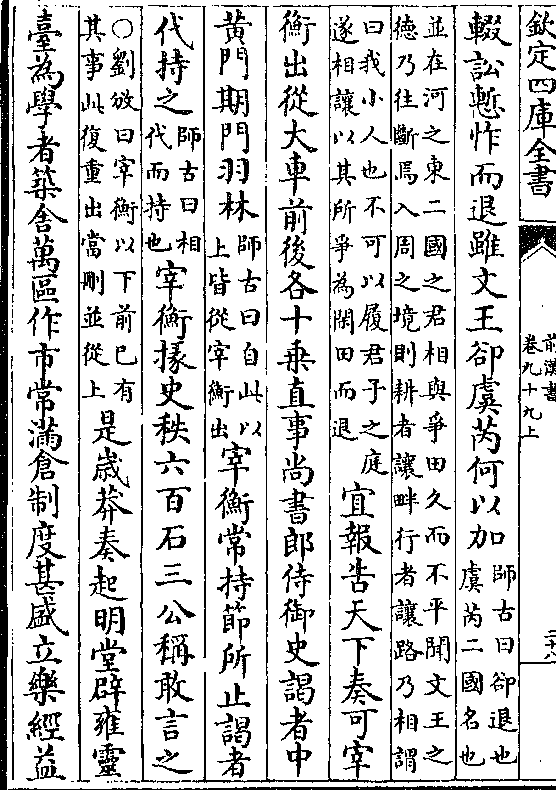 欽定四庫全書
前漢書
卷九十九上
三十六
輟訟慙怍而退雖文王卻虞芮何以加師古曰卻退也虞芮二國名也
並在河之東二國之君相與爭田久而不平聞文王之德乃往斷焉入周之境則耕者讓畔行者讓路乃相謂
曰我小人也不可以履君子之庭遂相讓以其所爭為閑田而退宜報告天下奏可宰
衡出從大車前後各十乗直事尚書郎侍御史謁者中
黄門期門羽林師古曰自此以上皆從宰衡出宰衡常持節所止謁者
代持之師古曰相代而持也宰衡掾史秩六百石三公稱敢言之
○劉攽曰宰衡以下前已有其事此復重出當刪並從上是歳莽奏起明堂辟雍靈
臺為學者築舍萬區作市常滿倉制度甚盛立樂經益